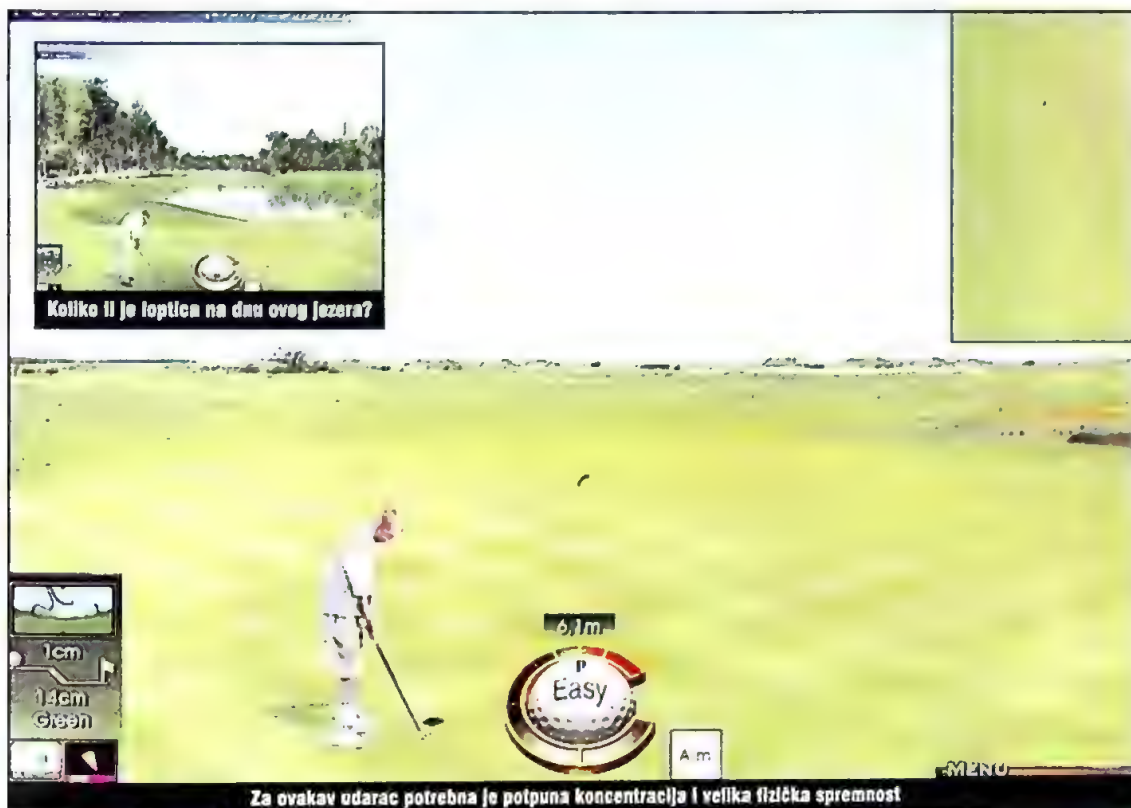 Koliko li je loptica na dnu ovog jezera?
6,1m
P
Easy
1cm
14cm
Green
Aim
MENU
Za ovakav udarac potrebna je potpuna koncentracija i velika fizička spremnost